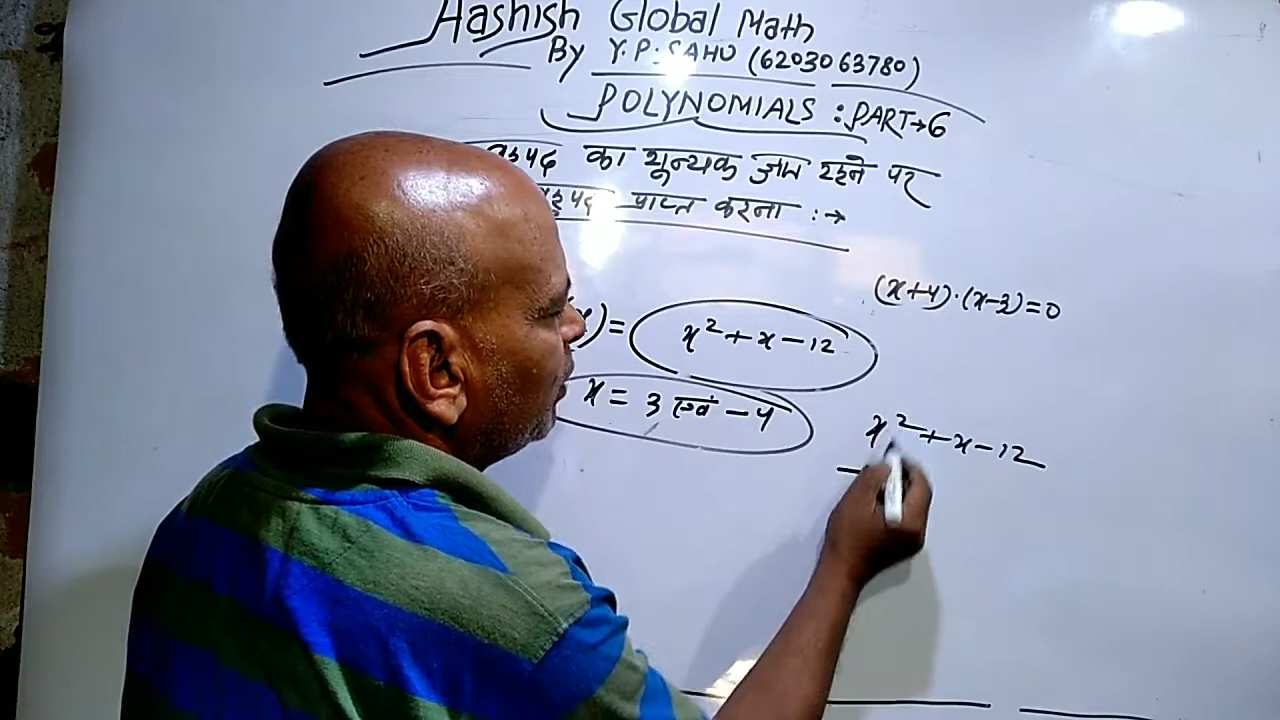 Hashish Global Math
By Y.P. SAHU (6203063780)
POLYNOMIALS : PART→6
का शून्यक ज्ञात रहने पर
प्राप्त करना :→
(x+4)·(x-3)=0
)= x²+x-12
x = 3 एवं -4
x²+x-12